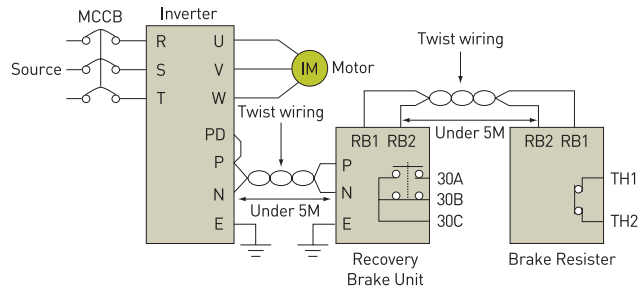 MCCB
Inverter
Source
R
S
T
U
V
W
IM
Motor
PD
P
N
E
Twist wiring
Under 5M
P
N
E
RB1
RB2
30A
30B
30C
Recovery
Brake Unit
Twist wiring
Under 5M
RB2
RB1
TH1
TH2
Brake Resister